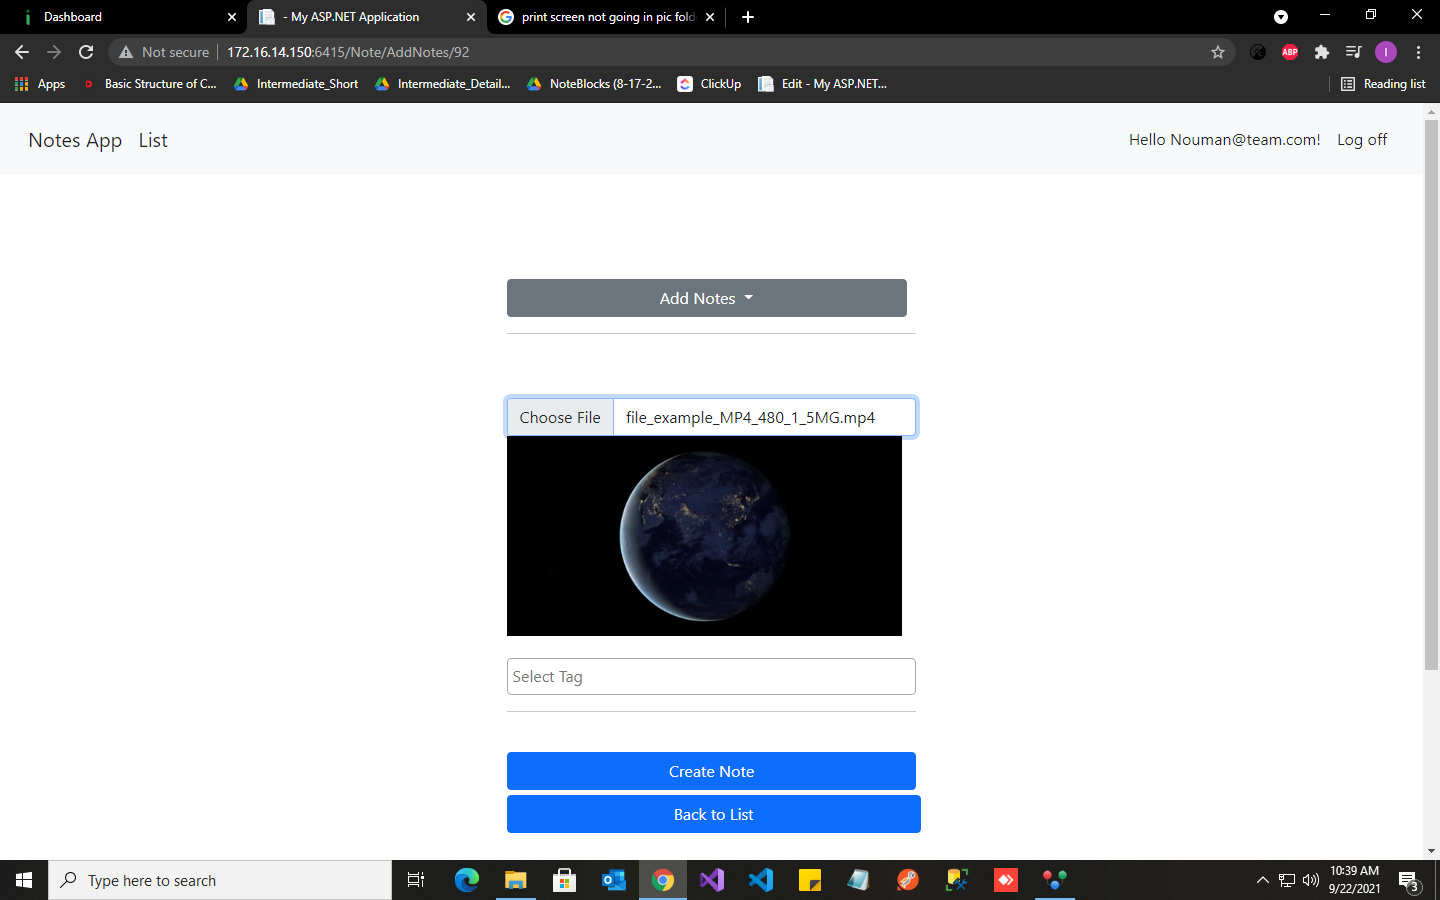 Dashboard
- My ASP.NET Application
print screen not going in pic fold
Not secure
172.16.14.150:6415/Note/AddNotes/92
ABP
I
Apps
Basic Structure of C...
Intermediate_Short
Intermediate_Detail...
NoteBlocks (8-17-2...
ClickUp
Edit - My ASP.NET...
Reading list
Notes App
List
Hello Nouman@team.com!
Log off
Add Notes
Choose File
file_example_MP4_480_1_5MG.mp4
Select Tag
Create Note
Back to List
Type here to search
10:39 AM
9/22/2021
3